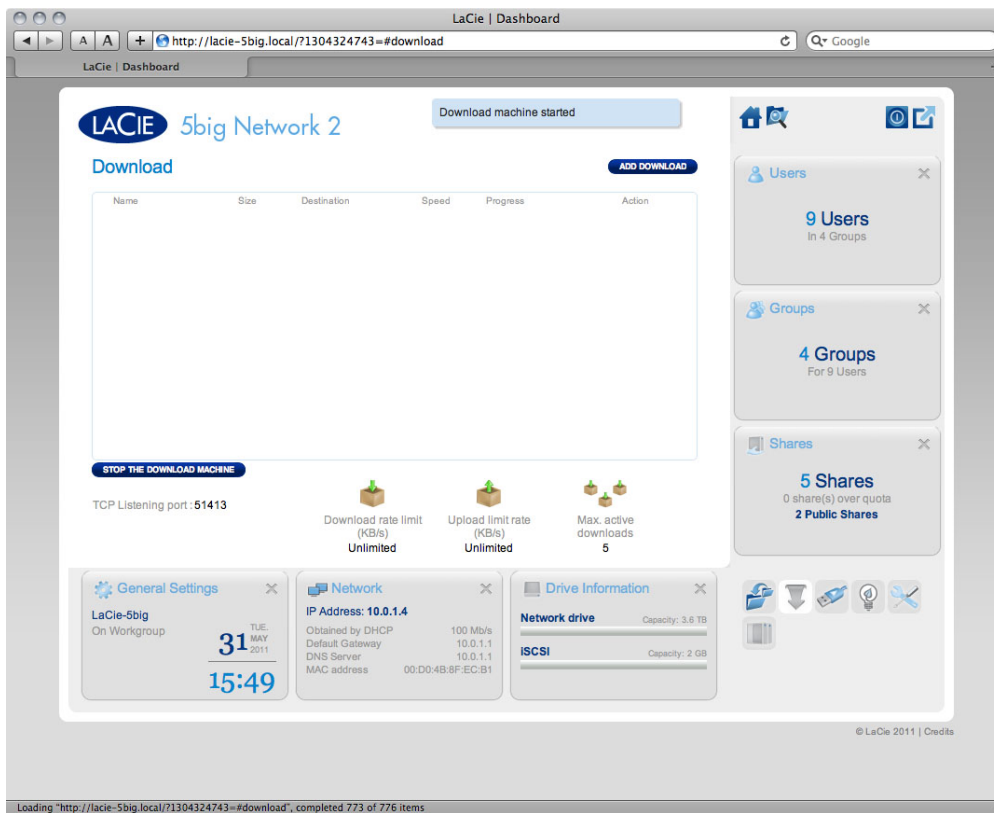 LaCie | Dashboard
A A + http://lacie-5big.local/?1304324743=#download Google
LaCie | Dashboard
LACIE 5big Network 2
Download machine started
Download
ADD DOWNLOAD
Name Size Destination Speed Progress Action
STOP THE DOWNLOAD MACHINE
TCP Listening port : 51413
Download rate limit
(KB/s)
Unlimited
Upload limit rate
(KB/s)
Unlimited
Max. active
downloads
5
Users
9 Users
In 4 Groups
Groups
4 Groups
For 9 Users
Shares
5 Shares
0 share(s) over quota
2 Public Shares
General Settings
LaCie-5big
On Workgroup
TUE.
31 MAY
2011
15:49
Network
IP Address: 10.0.1.4
Obtained by DHCP 100 Mb/s
Default Gateway 10.0.1.1
DNS Server 10.0.1.1
MAC address 00:D0:4B:8F:EC:B1
Drive Information
Network drive Capacity: 3.6 TB
iSCSI Capacity: 2 GB
© LaCie 2011 | Credits
Loading "http://lacie-5big.local/?1304324743=#download", completed 773 of 776 items